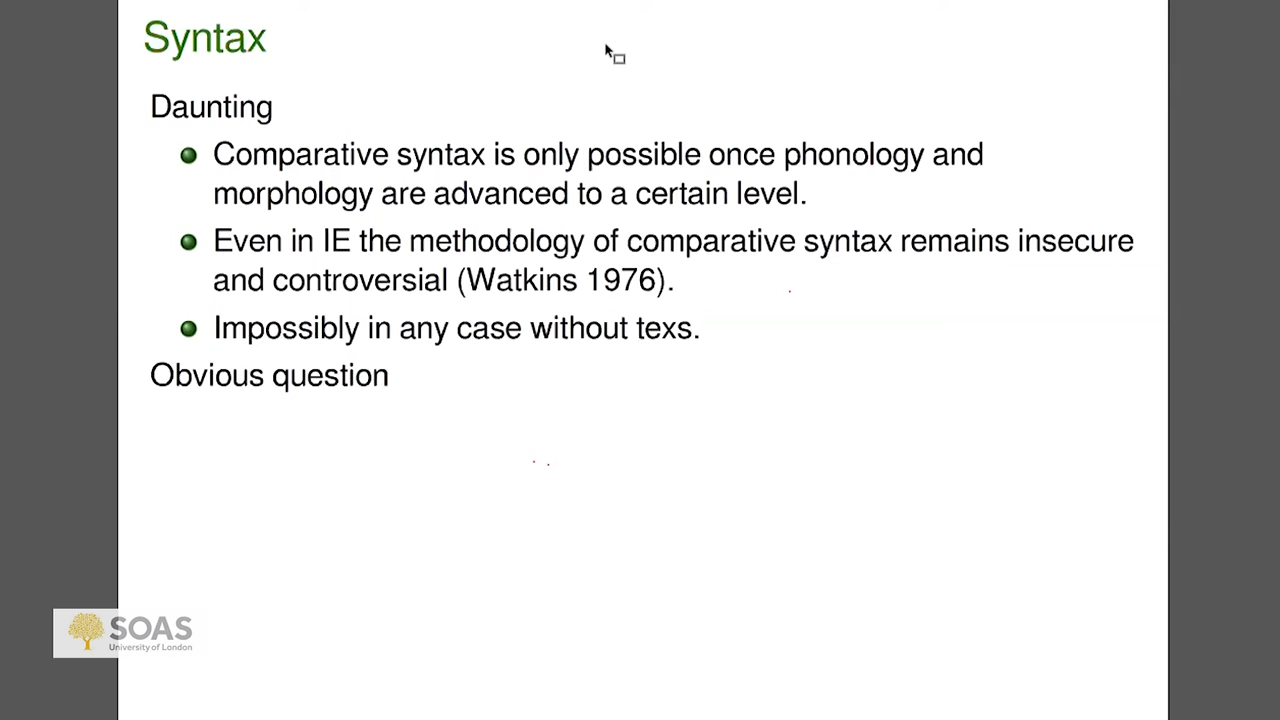 Syntax
Daunting
Comparative syntax is only possible once phonology and
morphology are advanced to a certain level.
Even in IE the methodology of comparative syntax remains insecure
and controversial (Watkins 1976).
Impossibly in any case without texs.
Obvious question
SOAS
University of London